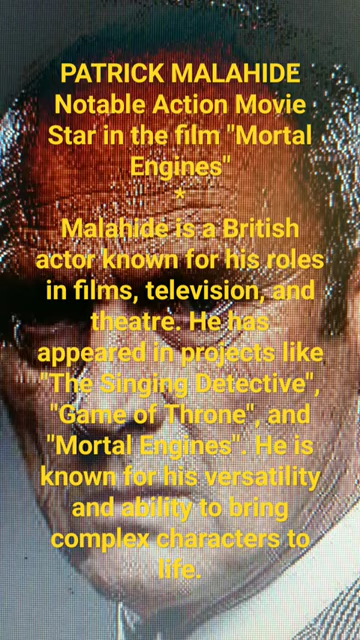 PATRICK MALAHIDE
Notable Action Movie
Star in the film "Mortal
Engines"
*
Malahide is a British
actor known for his roles
in films, television, and
theatre. He has
appeared in projects like
"The Singing Detective",
"Game of Throne", and
"Mortal Engines". He is
known for his versatility
and ability to bring
complex characters to
life.